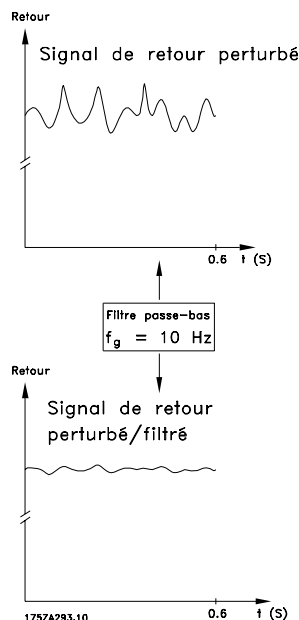 Retour
Signal de retour perturbé
0.6 t (S)
Filtre passe-bas
fg = 10 Hz
Retour
Signal de retour
perturbé/filtré
0.6 t (S)
175ZA293.10